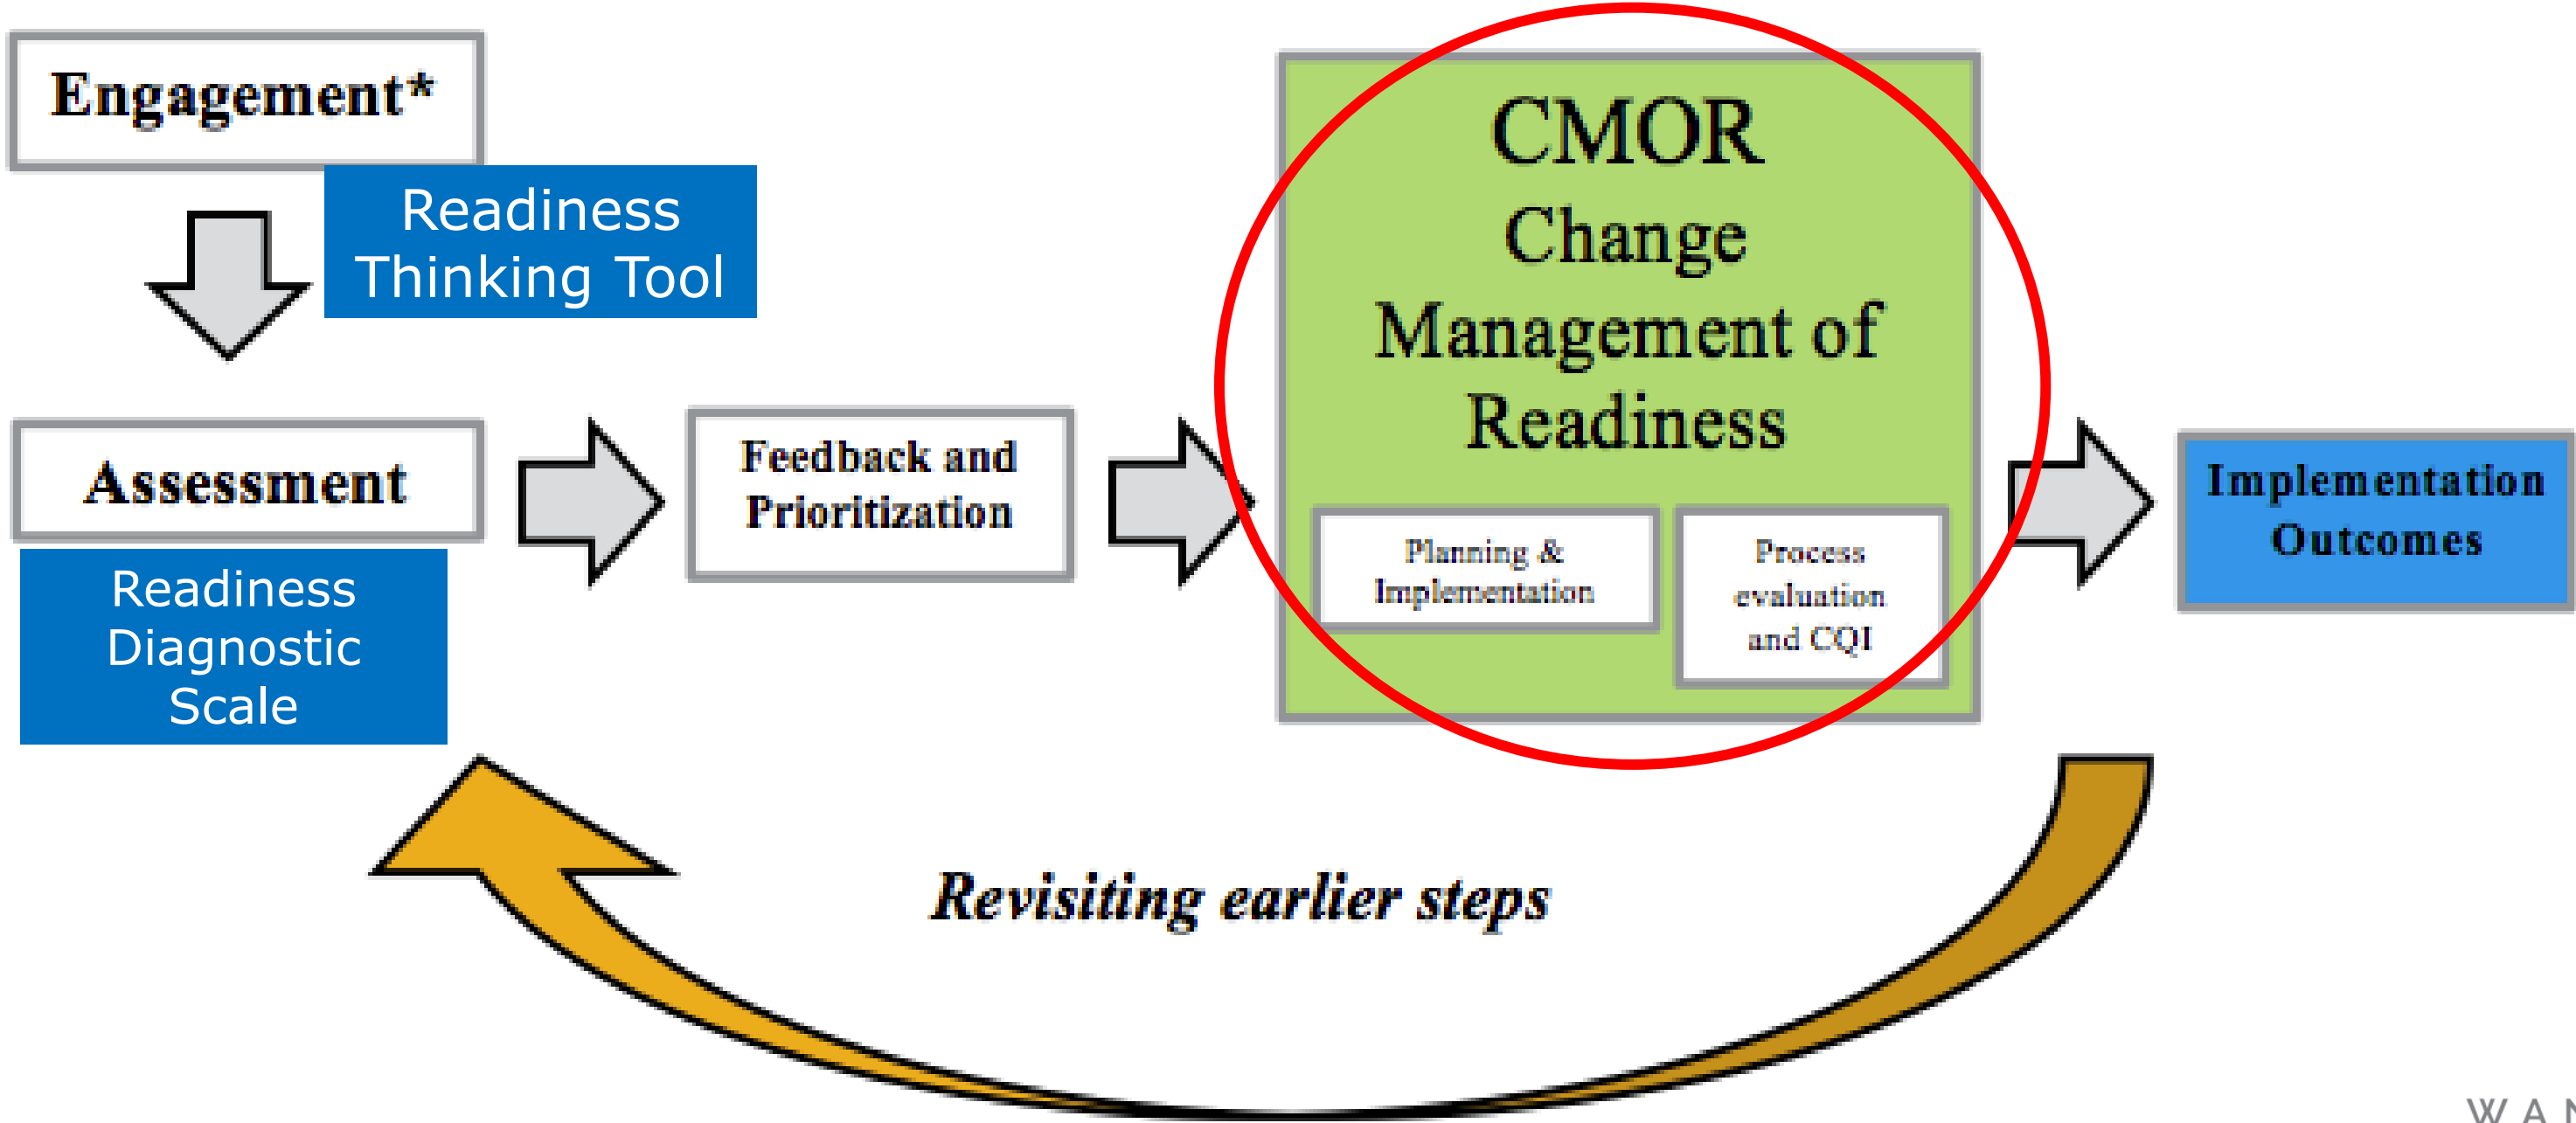 Engagement*
Readiness
Thinking Tool
Assessment
Readiness
Diagnostic
Scale
Feedback and
Prioritization
CMOR
Change
Management of
Readiness
Planning &
Implementation
Process
evaluation
and CQI
Implementation
Outcomes
Revisiting earlier steps